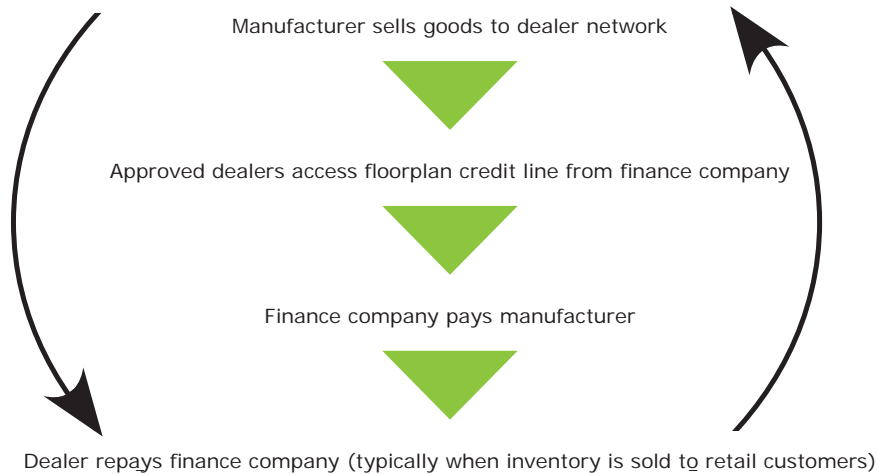 Manufacturer sells goods to dealer network
Approved dealers access floorplan credit line from finance company
Finance company pays manufacturer
Dealer repays finance company (typically when inventory is sold to retail customers)